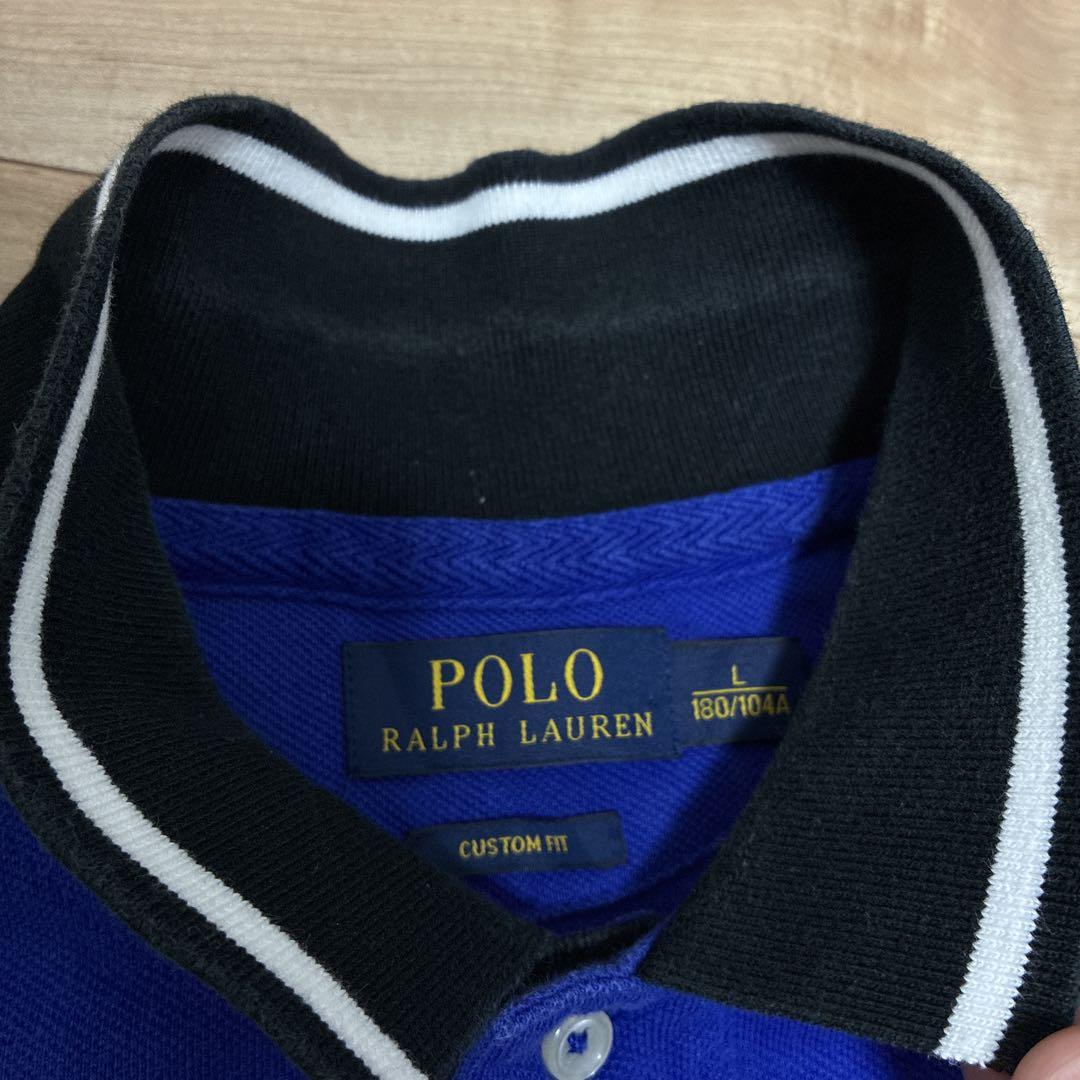 POLO
RALPH LAUREN
L
180/104A
CUSTOM FIT